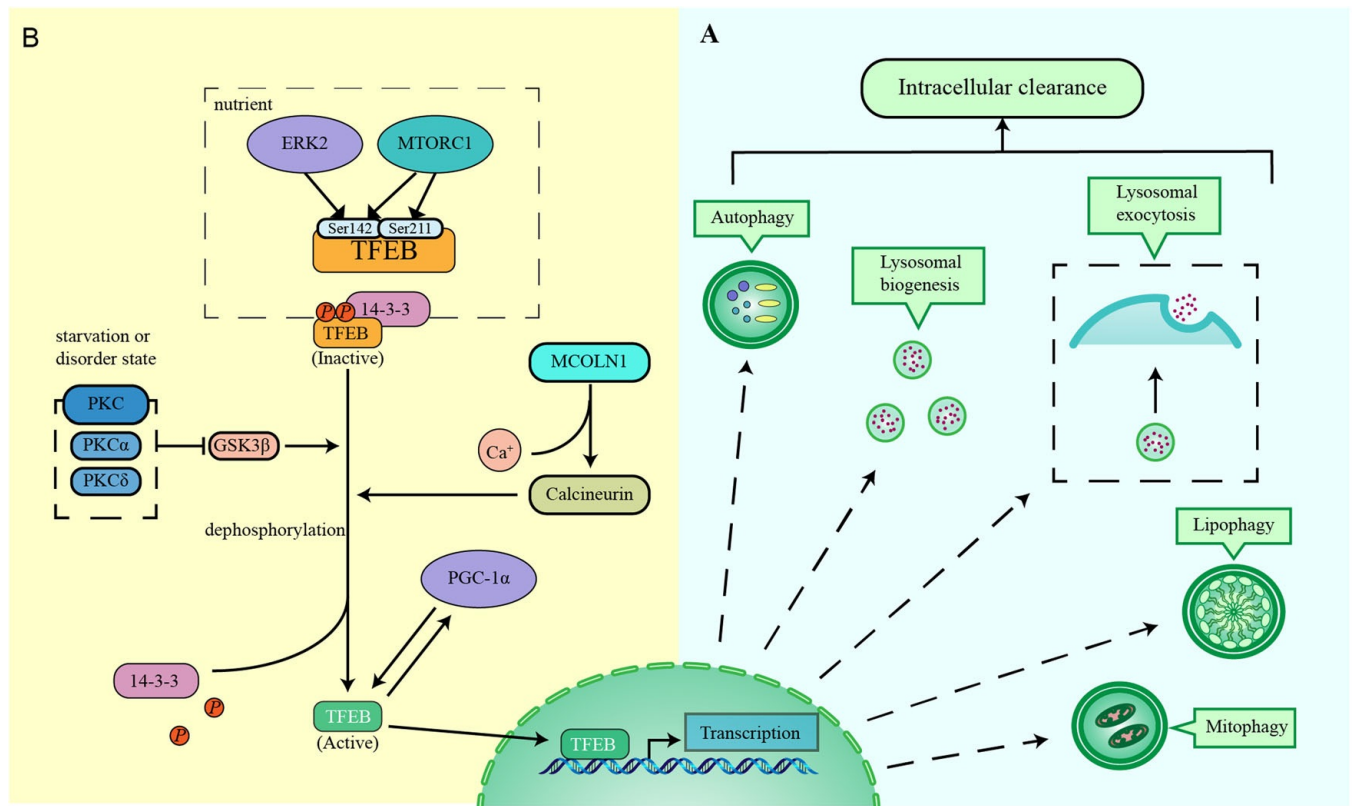 B
nutrient
ERK2
MTORC1
Ser142
Ser211
TFEB
P
P
14-3-3
TFEB
(Inactive)
starvation or
disorder state
PKC
PKCα
PKCδ
GSK3β
MCOLN1
Ca⁺
Calcineurin
dephosphorylation
PGC-1α
14-3-3
P
P
TFEB
(Active)
A
Intracellular clearance
Autophagy
Lysosomal
biogenesis
Lysosomal
exocytosis
Lipophagy
Mitophagy
TFEB
Transcription